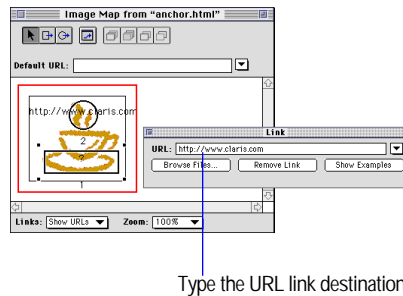 Image Map from “anchor.html”
Default URL:
http://www.claris.com
2
?
1
Link
URL: http://www.claris.com
Browse Files...
Remove Link
Show Examples
Links: Show URLs
Zoom: 100%
Type the URL link destination